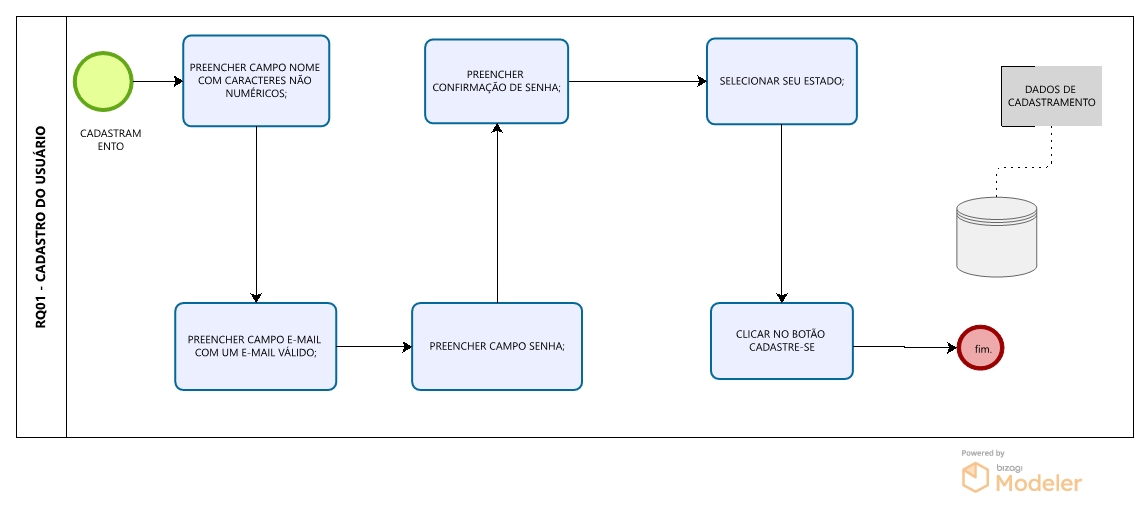 RQ01 - CADASTRO DO USUÁRIO
CADASTRAM
ENTO
PREENCHER CAMPO NOME
COM CARACTERES NÃO
NUMÉRICOS;
PREENCHER CAMPO E-MAIL
COM UM E-MAIL VÁLIDO;
PREENCHER CAMPO SENHA;
PREENCHER
CONFIRMAÇÃO DE SENHA;
SELECIONAR SEU ESTADO;
CLICAR NO BOTÃO
CADASTRE-SE
fim.
DADOS DE
CADASTRAMENTO
Powered by
bizagi
Modeler